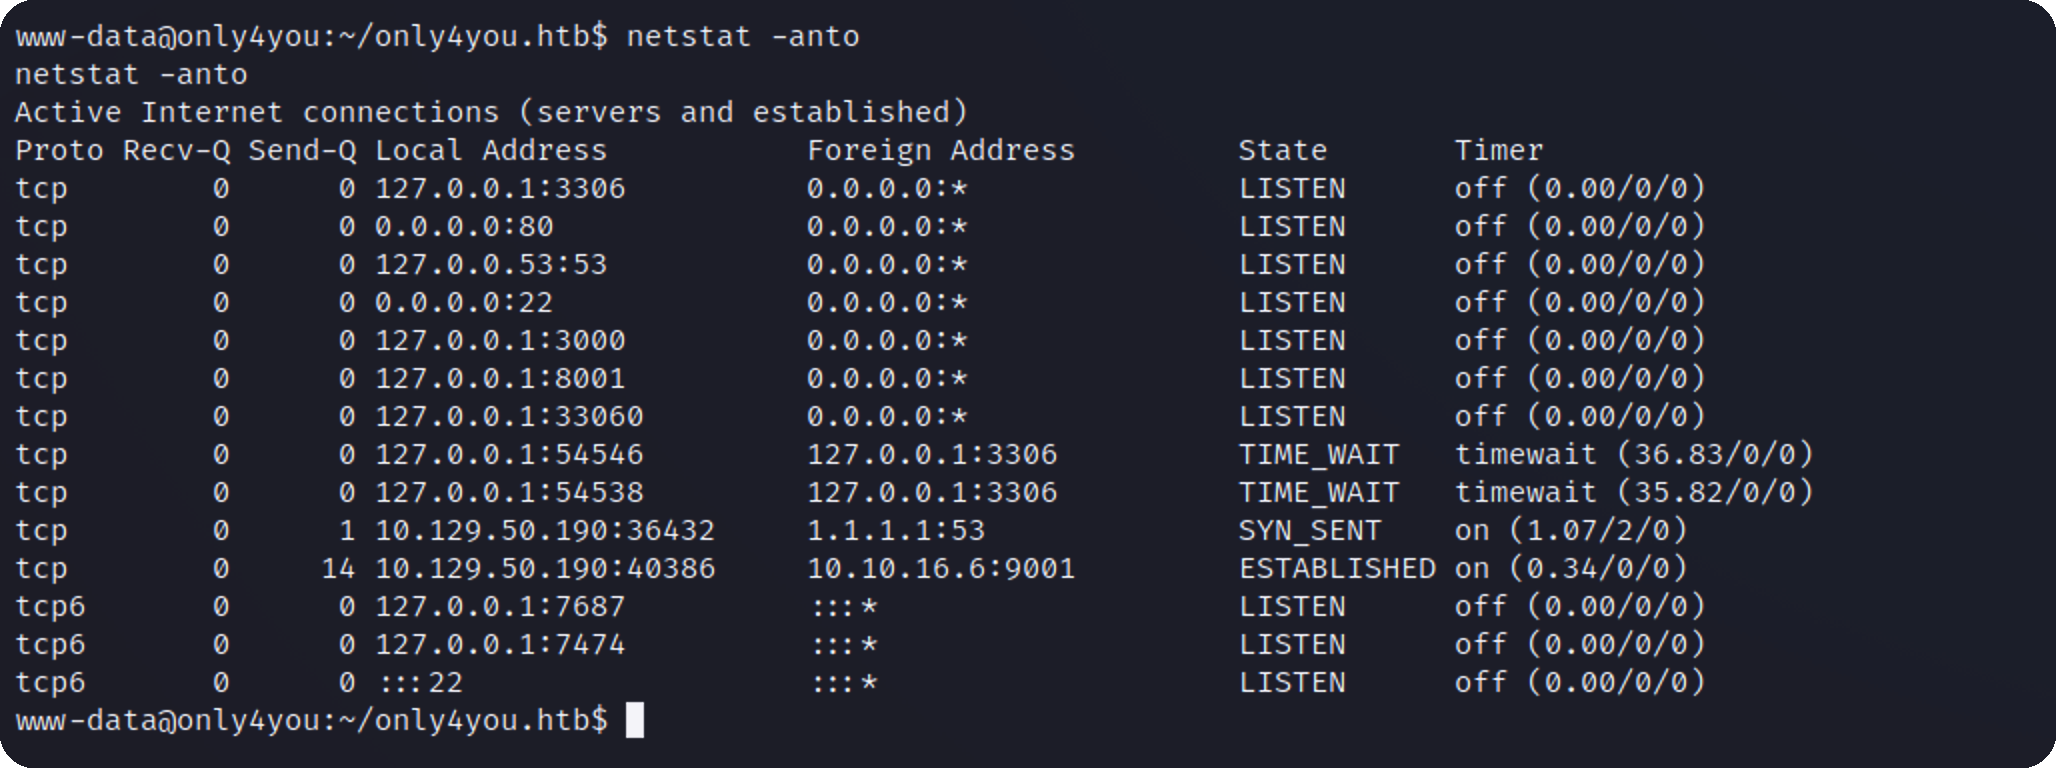 www-data@only4you:~/only4you.htb$ netstat -anto
netstat -anto
Active Internet connections (servers and established)
Proto Recv-Q Send-Q Local Address           Foreign Address         State       Timer
tcp        0      0 127.0.0.1:3306          0.0.0.0:*               LISTEN      off (0.00/0/0)
tcp        0      0 0.0.0.0:80              0.0.0.0:*               LISTEN      off (0.00/0/0)
tcp        0      0 127.0.0.53:53           0.0.0.0:*               LISTEN      off (0.00/0/0)
tcp        0      0 0.0.0.0:22              0.0.0.0:*               LISTEN      off (0.00/0/0)
tcp        0      0 127.0.0.1:3000          0.0.0.0:*               LISTEN      off (0.00/0/0)
tcp        0      0 127.0.0.1:8001          0.0.0.0:*               LISTEN      off (0.00/0/0)
tcp        0      0 127.0.0.1:33060         0.0.0.0:*               LISTEN      off (0.00/0/0)
tcp        0      0 127.0.0.1:54546         127.0.0.1:3306          TIME_WAIT   timewait (36.83/0/0)
tcp        0      0 127.0.0.1:54538         127.0.0.1:3306          TIME_WAIT   timewait (35.82/0/0)
tcp        0      1 10.129.50.190:36432     1.1.1.1:53              SYN_SENT    on (1.07/2/0)
tcp        0     14 10.129.50.190:40386     10.10.16.6:9001         ESTABLISHED on (0.34/0/0)
tcp6       0      0 127.0.0.1:7687          :::*                    LISTEN      off (0.00/0/0)
tcp6       0      0 127.0.0.1:7474          :::*                    LISTEN      off (0.00/0/0)
tcp6       0      0 :::22                   :::*                    LISTEN      off (0.00/0/0)
www-data@only4you:~/only4you.htb$